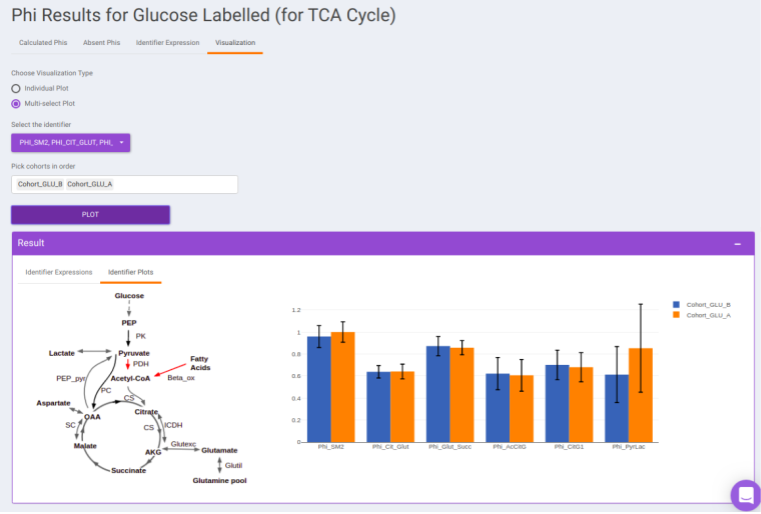 Phi Results for Glucose Labelled (for TCA Cycle)
Calculated Phis Absent Phis Identifier Expression Visualization
Choose Visualization Type
Individual Plot
Multi-select Plot
Select the identifier
PHI_SM2, PHI_CIT_GLUT, PHI_
Pick cohorts in order
Cohort_GLU_B Cohort_GLU_A
PLOT
Result
Identifier Expressions Identifier Plots
Glucose
PEP
PK
Lactate
Pyruvate
Fatty
Acids
PDH
PEP_pyr
Acetyl-CoA
Beta_ox
PC
CS
Aspartate
OAA
Citrate
SC
CS
ICDH
Malate
AKG
Glutexc
Glutamate
Succinate
Glutil
Glutamine pool
1.2
1
0.8
0.6
0.4
0.2
0
Phi_SM2 Phi_Cit_Glut Phi_Glut_Succ Phi_AcCitG Phi_CitG1 Phi_PyrLac
Cohort_GLU_B
Cohort_GLU_A